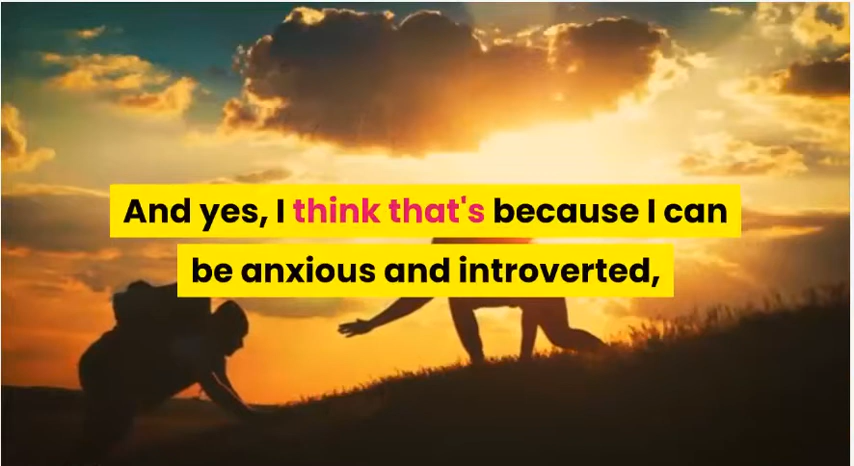 And yes, I think that's because I can
be anxious and introverted,